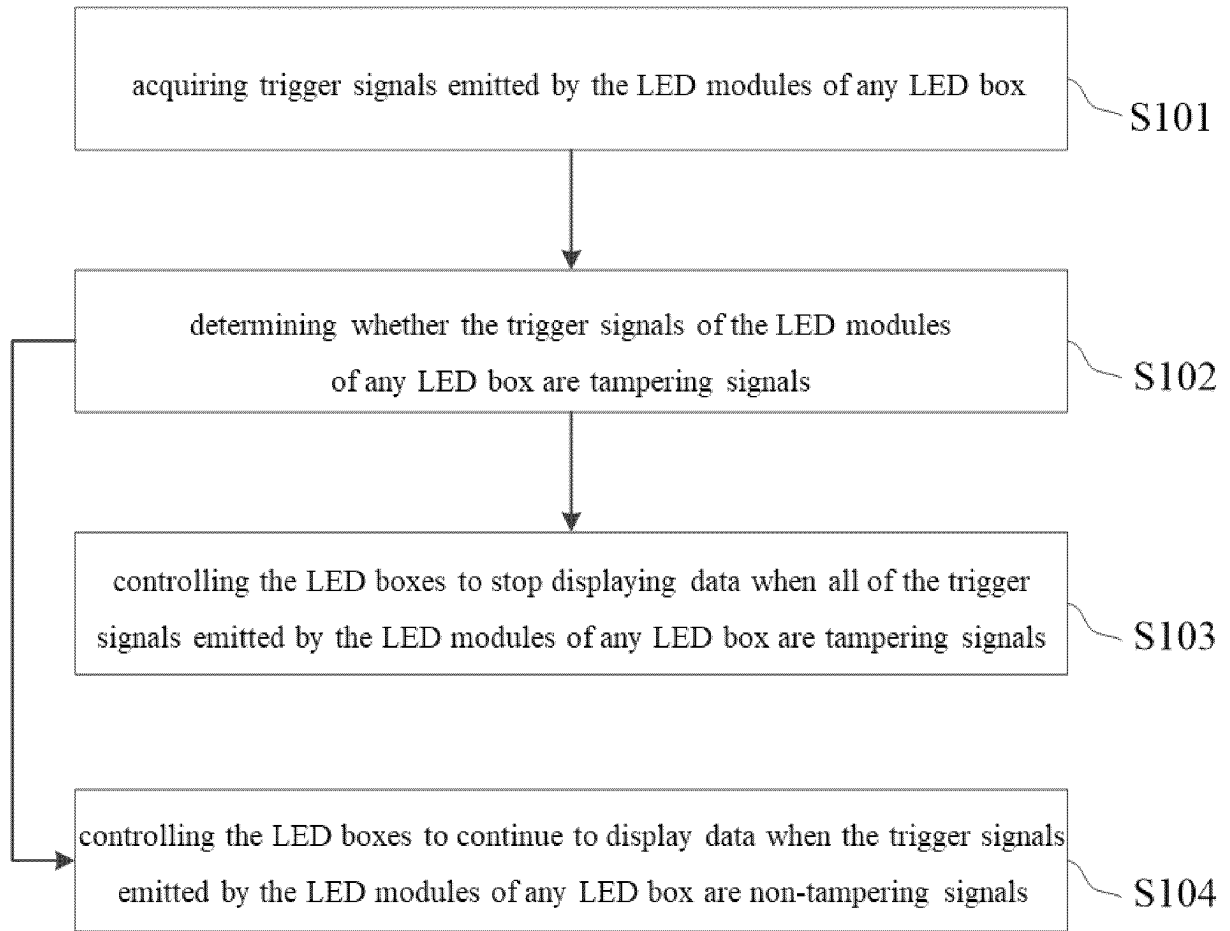 acquiring trigger signals emitted by the LED modules of any LED box
S101
determining whether the trigger signals of the LED modules
of any LED box are tampering signals
S102
controlling the LED boxes to stop displaying data when all of the trigger
signals emitted by the LED modules of any LED box are tampering signals
S103
controlling the LED boxes to continue to display data when the trigger signals
emitted by the LED modules of any LED box are non-tampering signals
S104